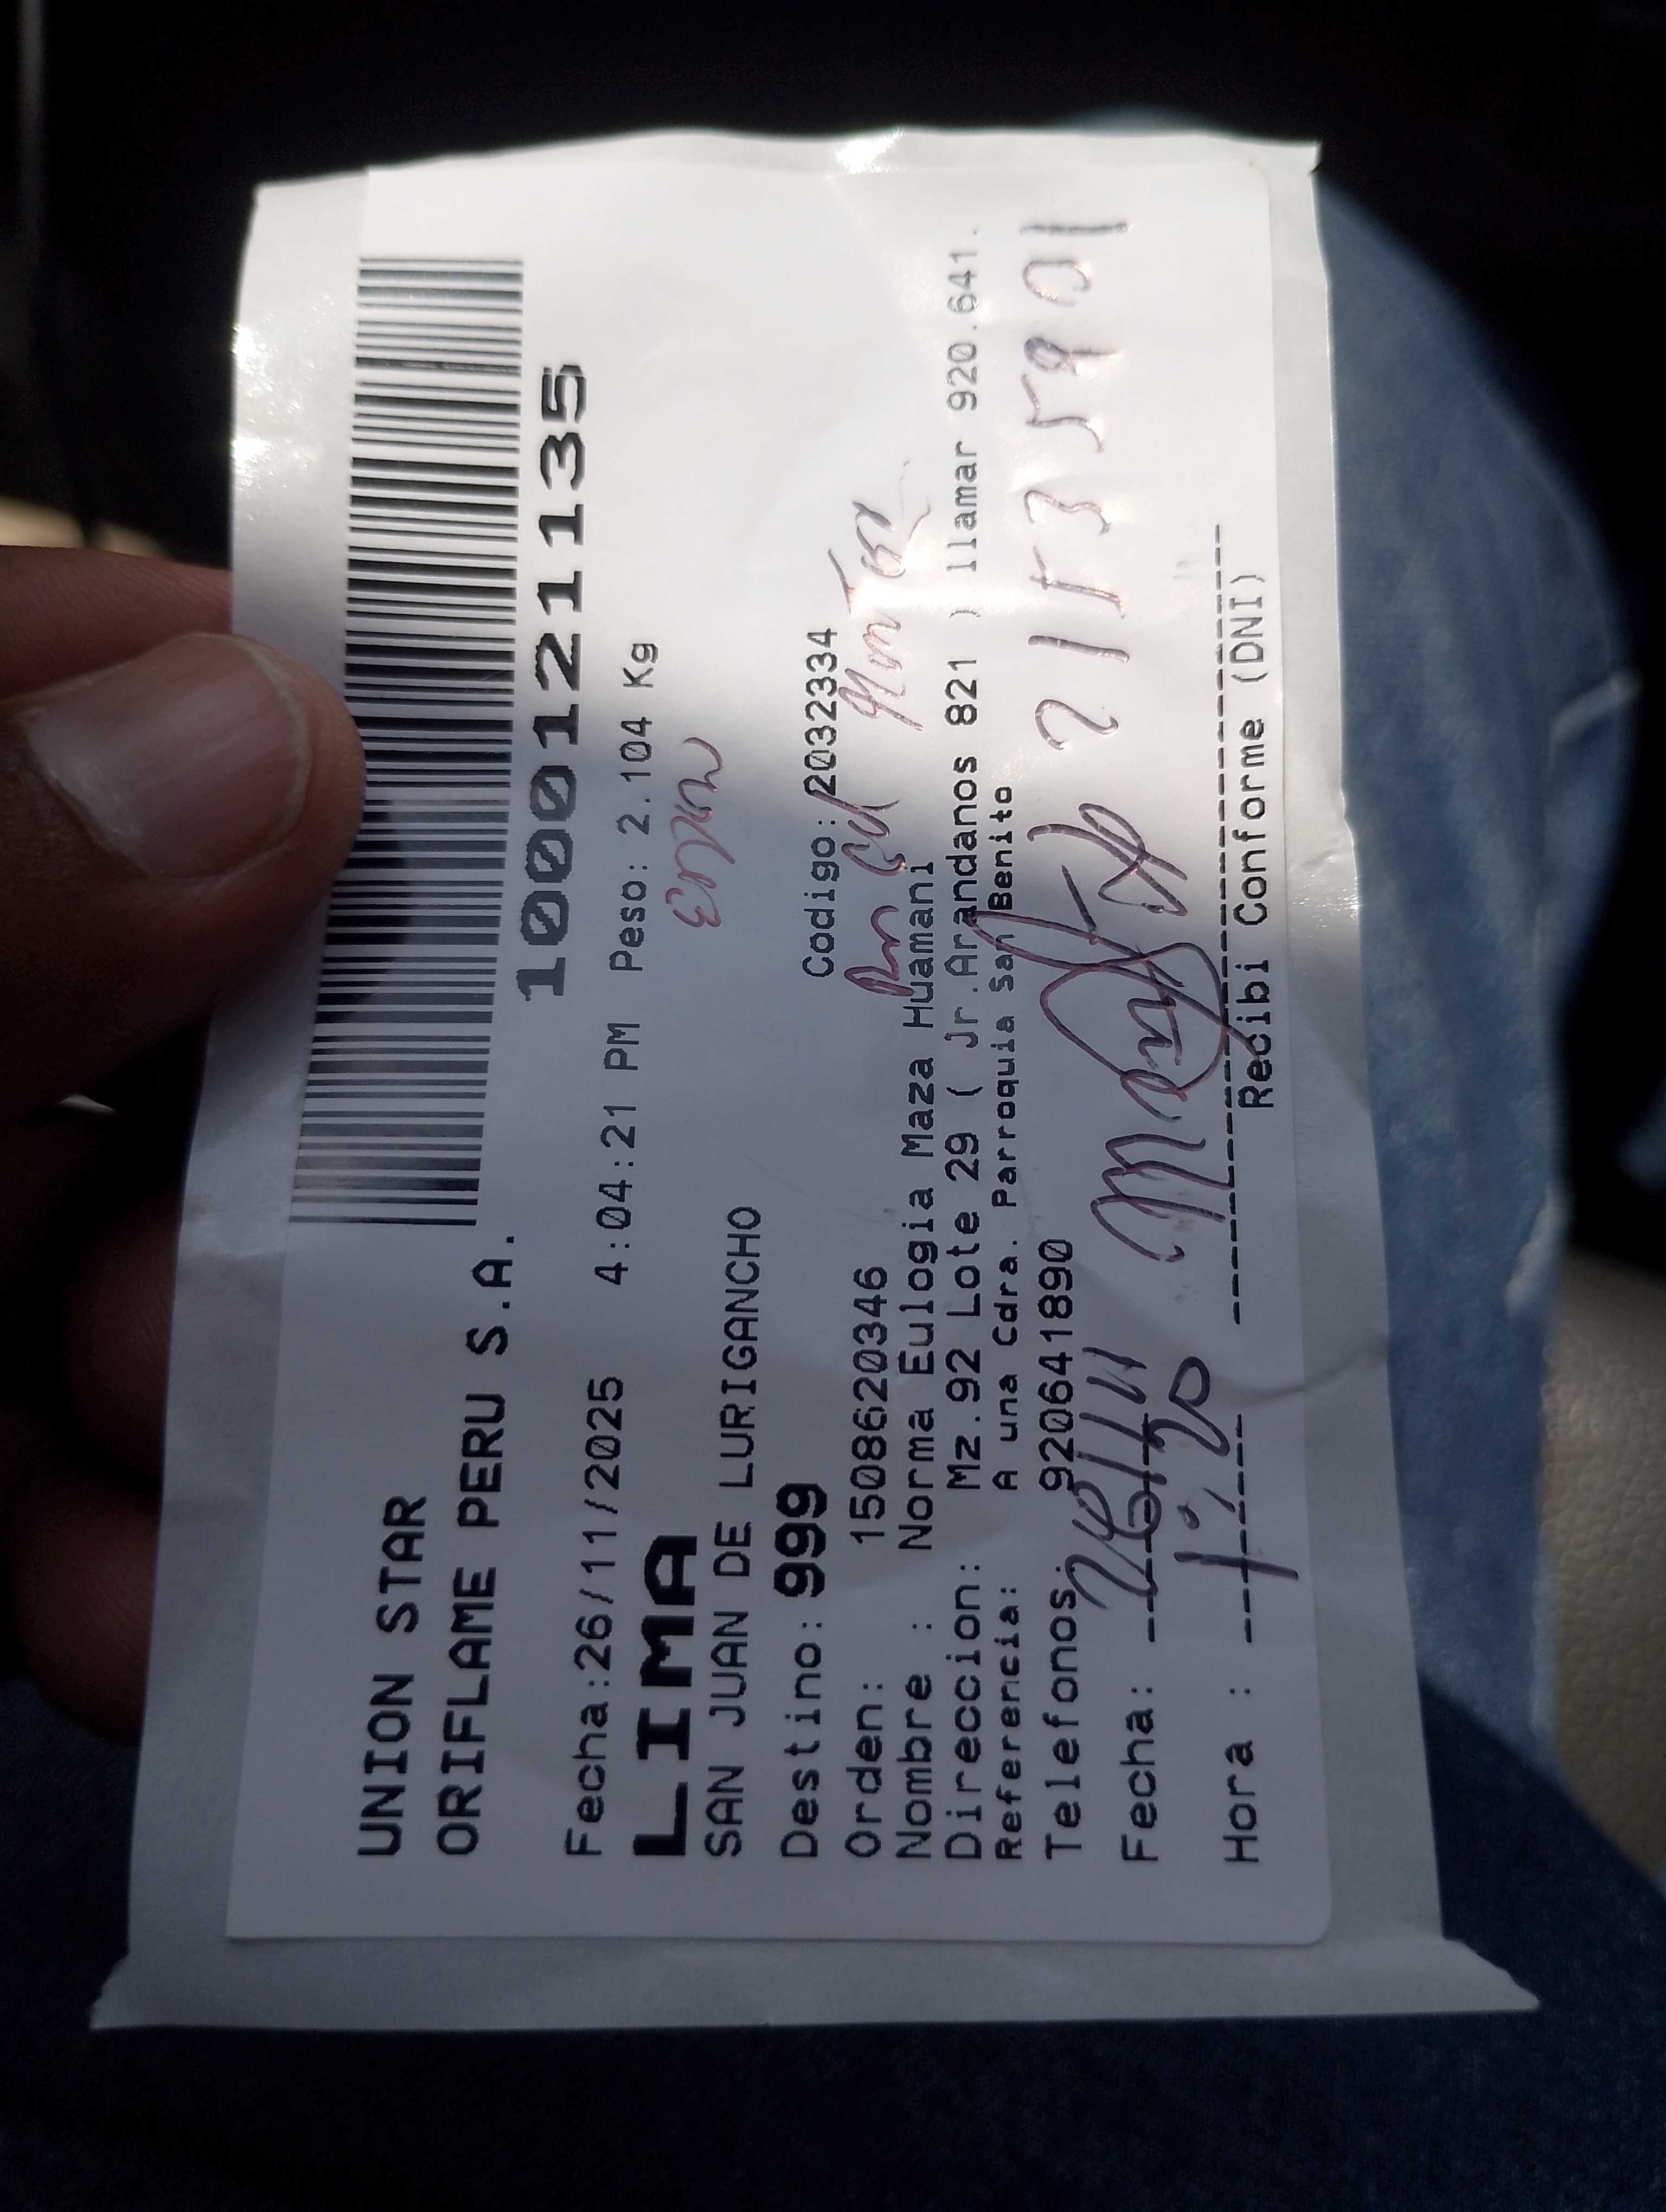 UNION STAR
ORIFLAME PERU S.A.
1000121135
Fecha:26/11/2025 4:04:21 PM Peso: 2.104 Kg
LIMA
SAN JUAN DE LURIGANCHO
Destino: 999
Codigo: 2032334
Orden: 1508620346
Nombre : Norma Eulogia Maza Huamani
Direccion: Mz.92 Lote 29 ( Jr.Arandanos 821 ) llamar 920.641.
Referencia: A una Cdra. Parroquia San Benito
Telefonos: 920641890
Fecha: 28/11
Hora :
Recibi Conforme (DNI)